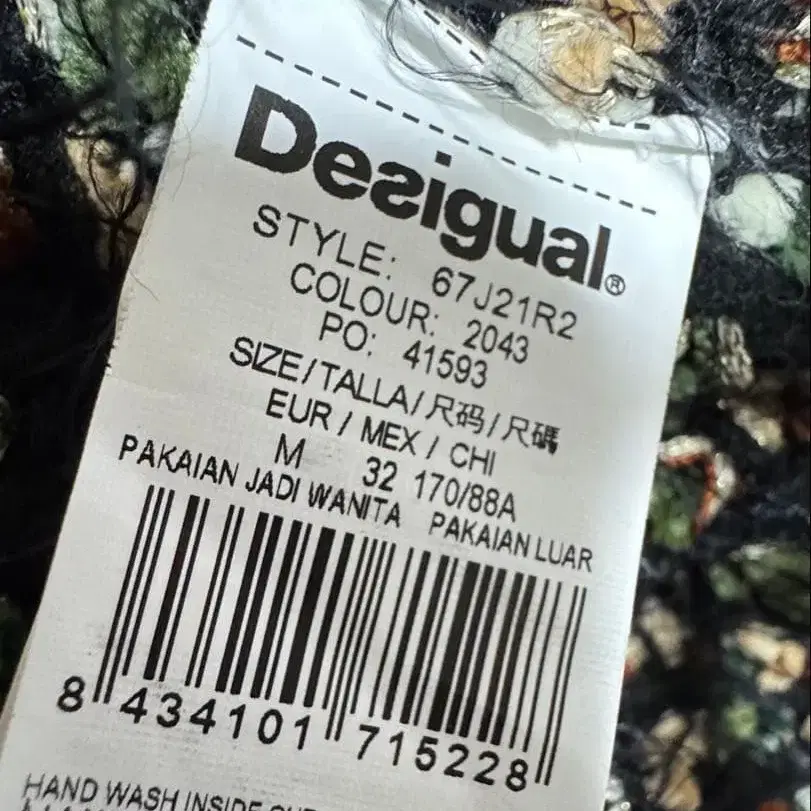 Desigual®
STYLE: 67J21R2
COLOUR: 2043
PO: 41593
SIZE/TALLA/尺码/尺碼
EUR / MEX / CHI
M 32 170/88A
PAKAIAN JADI WANITA PAKAIAN LUAR
8 434101 715228
HAND WASH INSIDE